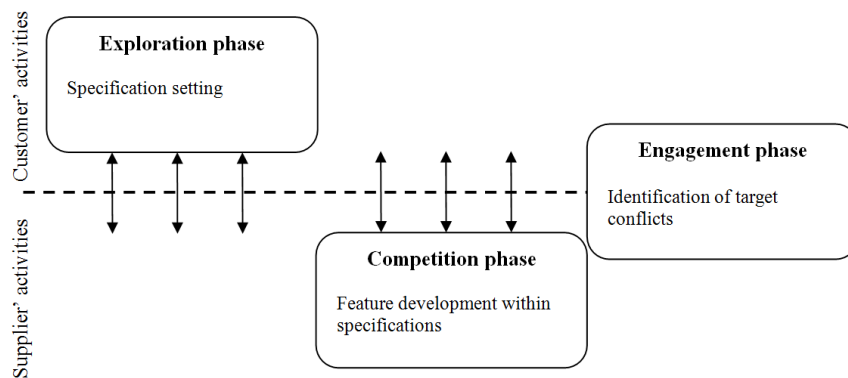 Customer' activities
Exploration phase
Specification setting
Engagement phase
Identification of target
conflicts
Supplier' activities
Competition phase
Feature development within
specifications